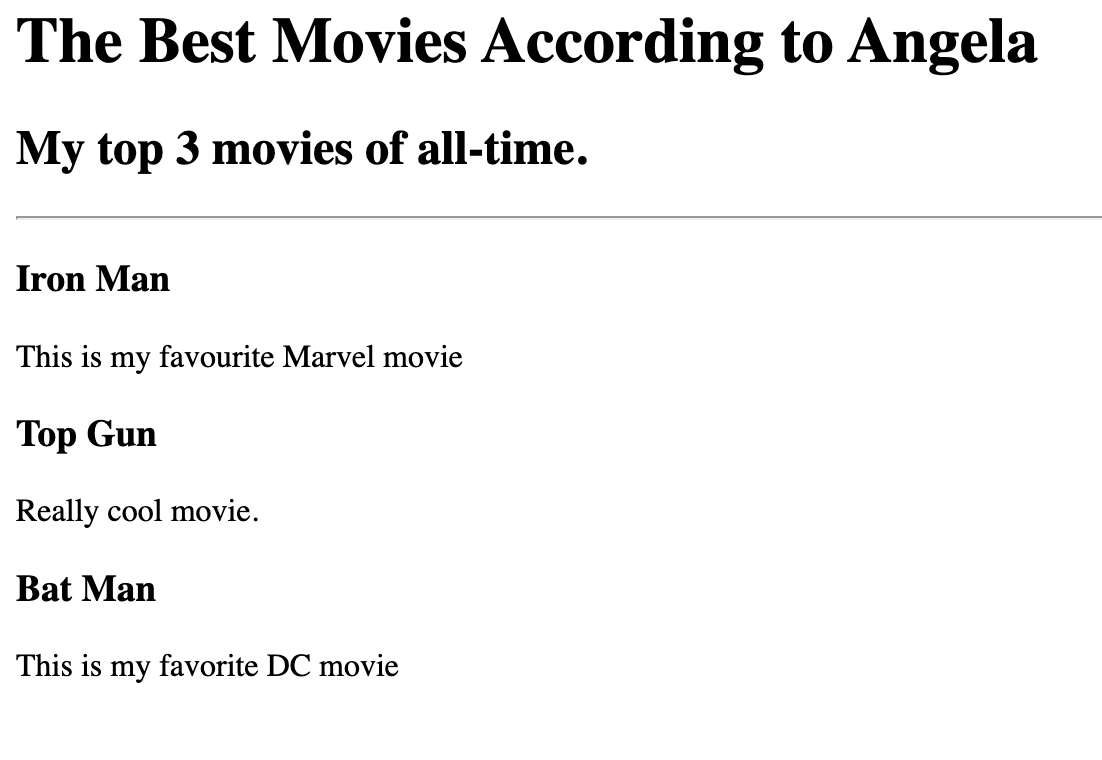 The Best Movies According to Angela
My top 3 movies of all-time.
Iron Man
This is my favourite Marvel movie
Top Gun
Really cool movie.
Bat Man
This is my favorite DC movie